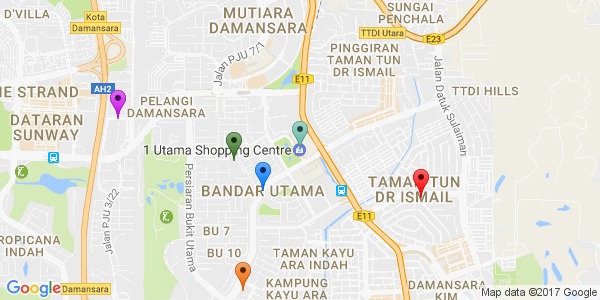 D'VILLA
Kota
Damansara
MUTIARA
DAMANSARA
Jalan PJU 7/1
SUNGAI
PENCHALA
TTDI Utara
E23
PINGGIRAN
TAMAN TUN
DR ISMAIL
E11
Jalan Datuk Sulaiman
TTDI HILLS
HE STRAND
AH2
PELANGI
DAMANSARA
DATARAN
SUNWAY
1 Utama Shopping Centre
BANDAR UTAMA
TAMAN TUN
DR ISMAIL
Persiaran Bukit Utama
Jalan PJU 3/22
BU 7
E11
ROPICANA
INDAH
BU 10
TAMAN KAYU
ARA INDAH
Damansara
KAMPUNG
KAYU ARA
DAMANSARA
KIM
Google
Map data ©2017 Google